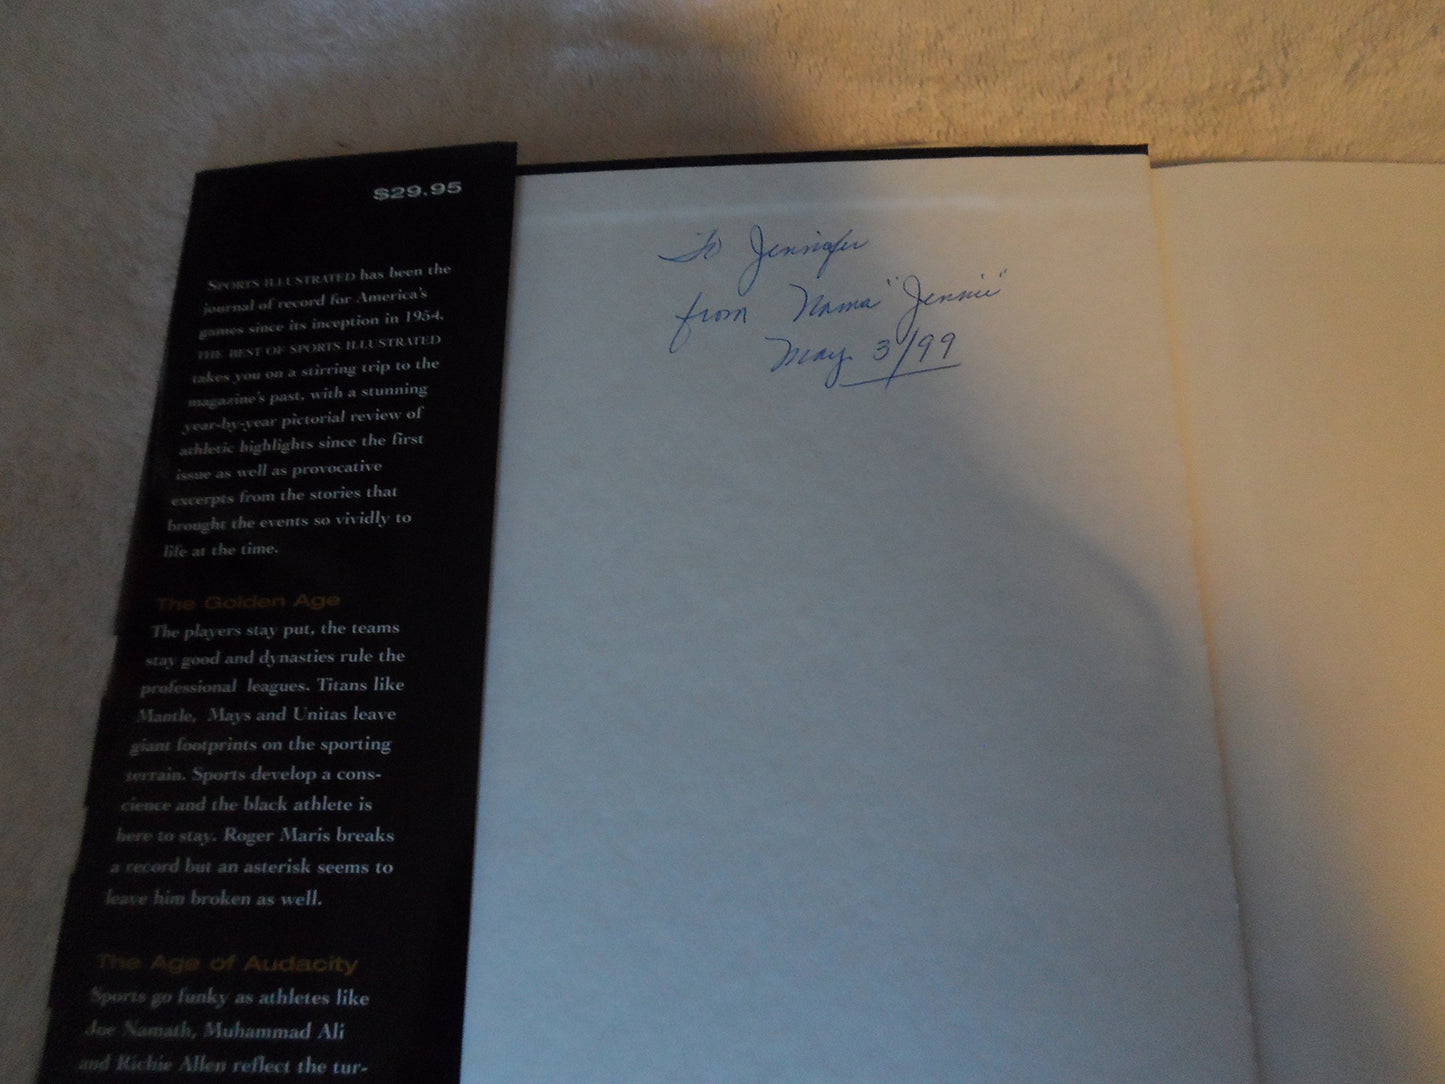 $29.95
SPORTS ILLUSTRATED has been the
journal of record for America's
games since its inception in 1954.
THE BEST OF SPORTS ILLUSTRATED
takes you on a stirring trip to the
magazine's past, with a stunning
year-by-year pictorial review of
athletic highlights since the first
issue as well as provocative
excerpts from the stories that
brought the events so vividly to
life at the time.
The Golden Age
The players stay put, the teams
stay good and dynasties rule the
professional leagues. Titans like
Mantle, Mays and Unitas leave
giant footprints on the sporting
terrain. Sports develop a cons-
cience and the black athlete is
here to stay. Roger Maris breaks
a record but an asterisk seems to
leave him broken as well.
The Age of Audacity
Sports go funky as athletes like
Joe Namath, Muhammad Ali
and Richie Allen reflect the tur-
To Jennifer
from Nama "Jennie"
May 3/99